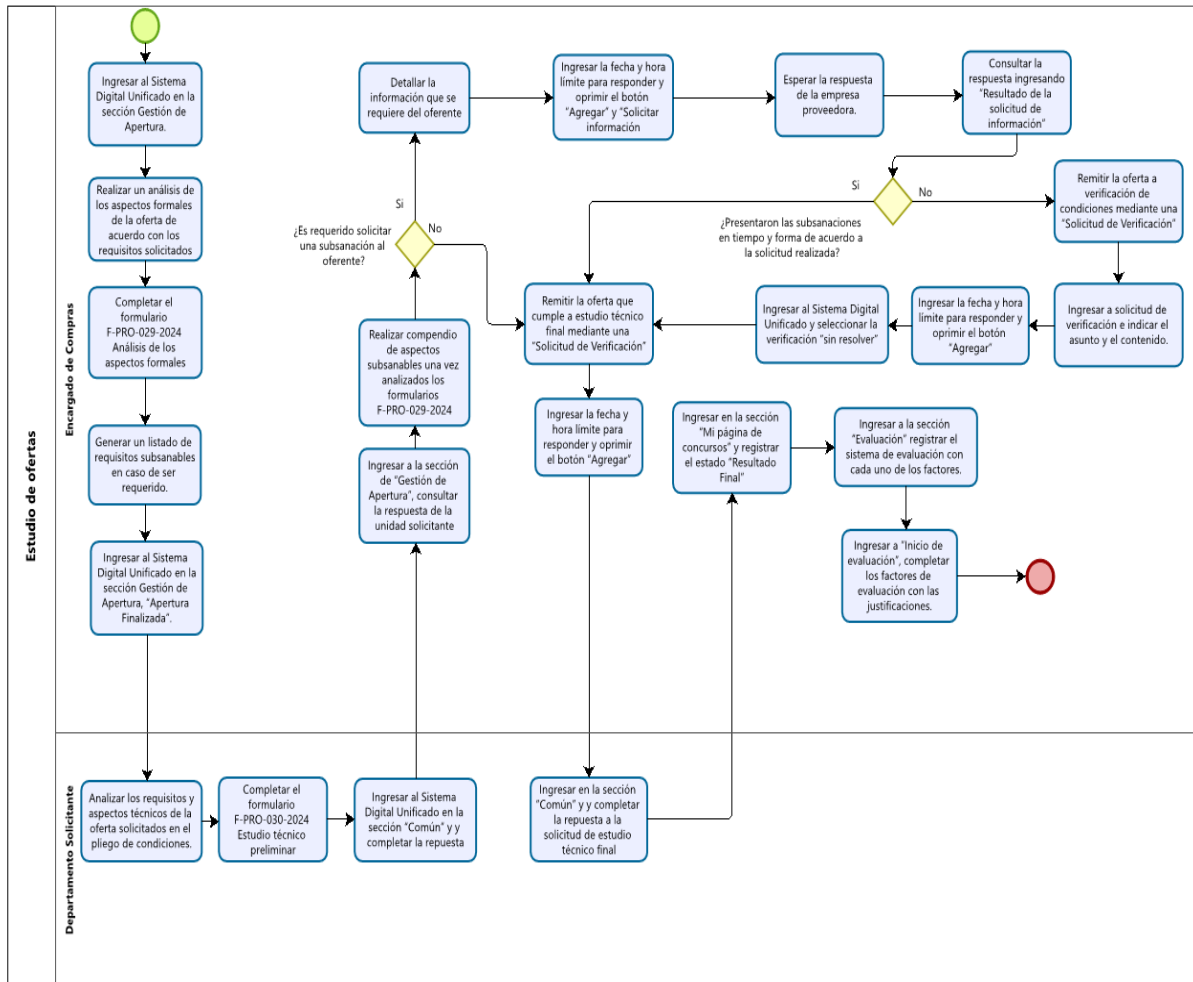 Estudio de ofertas
Encargado de Compras
Ingresar al Sistema
Digital Unificado en la
sección Gestión de
Apertura.
Realizar un análisis de
los aspectos formales
de la oferta de
acuerdo con los
requisitos solicitados
Completar el
formulario
F-PRO-029-2024
Análisis de los
aspectos formales
Generar un listado de
requisitos subsanables
en caso de ser
requerido.
Ingresar al Sistema
Digital Unificado en la
sección Gestión de
Apertura, “Apertura
Finalizada”.
Departamento Solicitante
Analizar los requisitos y
aspectos técnicos de la
oferta solicitados en el
pliego de condiciones.
Completar el
formulario
F-PRO-030-2024
Estudio técnico
preliminar
Ingresar al Sistema
Digital Unificado en la
sección “Común” y y
completar la repuesta
Ingresar a la sección
de “Gestión de
Apertura”, consultar
la respuesta de la
unidad solicitante
Realizar compendio
de aspectos
subsanables una vez
analizados los
formularios
F-PRO-029-2024
¿Es requerido solicitar
una subsanación al
oferente?
Si
No
Detallar la
información que se
requiere del oferente
Ingresar la fecha y hora
límite para responder y
oprimir el botón
“Agregar” y “Solicitar
información
Esperar la respuesta
de la empresa
proveedora.
Consultar la
respuesta ingresando
“Resultado de la
solicitud de
información”
Si
No
¿Presentaron las subsanaciones
en tiempo y forma de acuerdo a
la solicitud realizada?
Remitir la oferta a
verificación de
condiciones mediante una
“Solicitud de Verificación”
Ingresar a solicitud de
verificación e indicar el
asunto y el contenido.
Ingresar la fecha y hora
límite para responder y
oprimir el botón
“Agregar”
Ingresar al Sistema Digital
Unificado y seleccionar la
verificación “sin resolver”
Remitir la oferta que
cumple a estudio técnico
final mediante una
“Solicitud de Verificación”
Ingresar la fecha y
hora límite para
responder y oprimir
el botón “Agregar”
Ingresar en la sección
“Común” y y completar
la repuesta a la
solicitud de estudio
técnico final
Ingresar en la sección
“Mi página de
concursos” y registrar
el estado “Resultado
Final”
Ingresar a la sección
“Evaluación” registrar el
sistema de evaluación con
cada uno de los factores.
Ingresar a “Inicio de
evaluación”, completar
los factores de
evaluación con las
justificaciones.